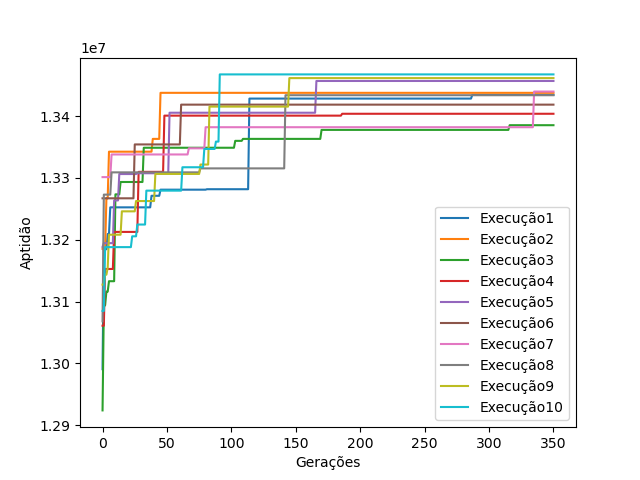 1e7
1.34
1.33
1.32
1.31
1.30
1.29
Aptidão
0 50 100 150 200 250 300 350
Gerações
Execução1
Execução2
Execução3
Execução4
Execução5
Execução6
Execução7
Execução8
Execução9
Execução10